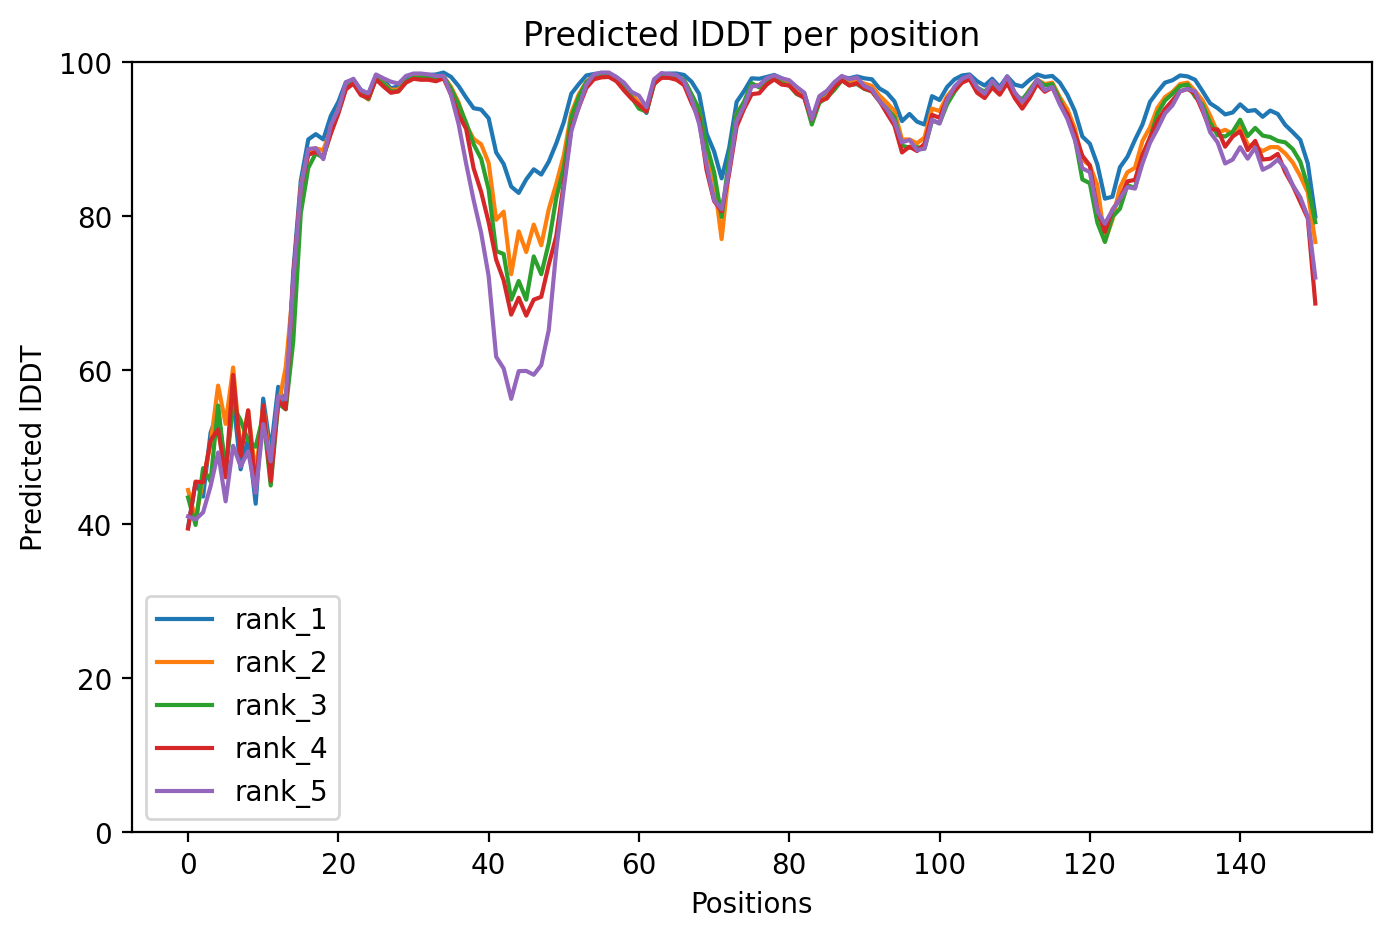 Predicted lDDT per position
100
80
60
40
20
0
Predicted lDDT
rank_1
rank_2
rank_3
rank_4
rank_5
0 20 40 60 80 100 120 140
Positions